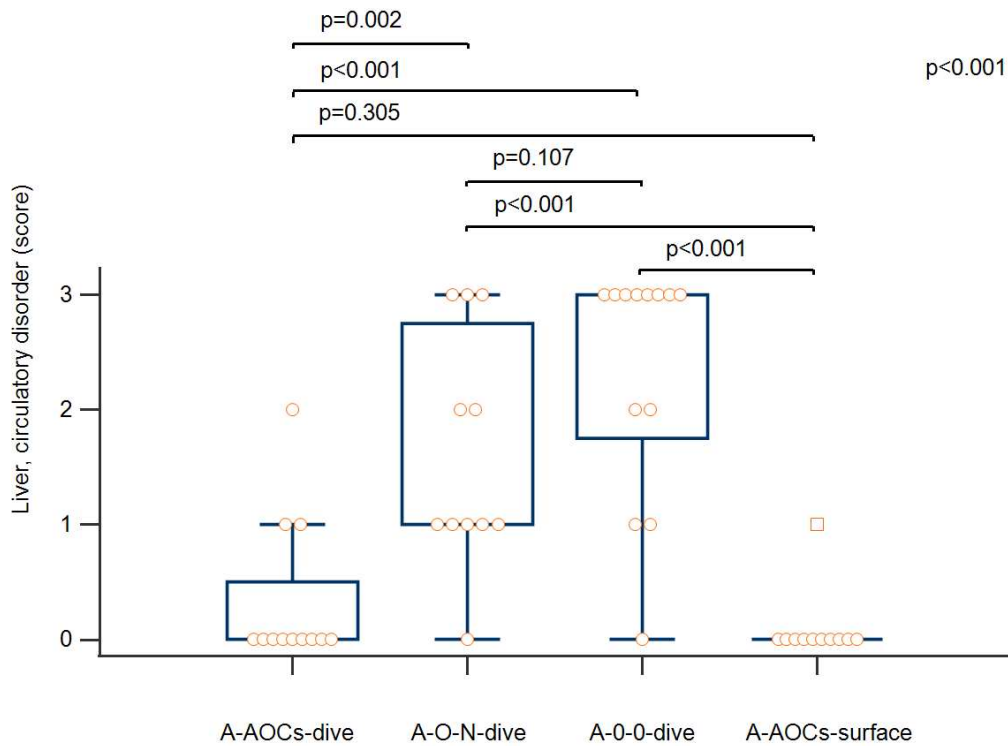 p=0.002
p<0.001
p<0.001
p=0.305
p=0.107
p<0.001
p<0.001
Liver, circulatory disorder (score)
3
2
1
0
A-AOCs-dive A-O-N-dive A-0-0-dive A-AOCs-surface